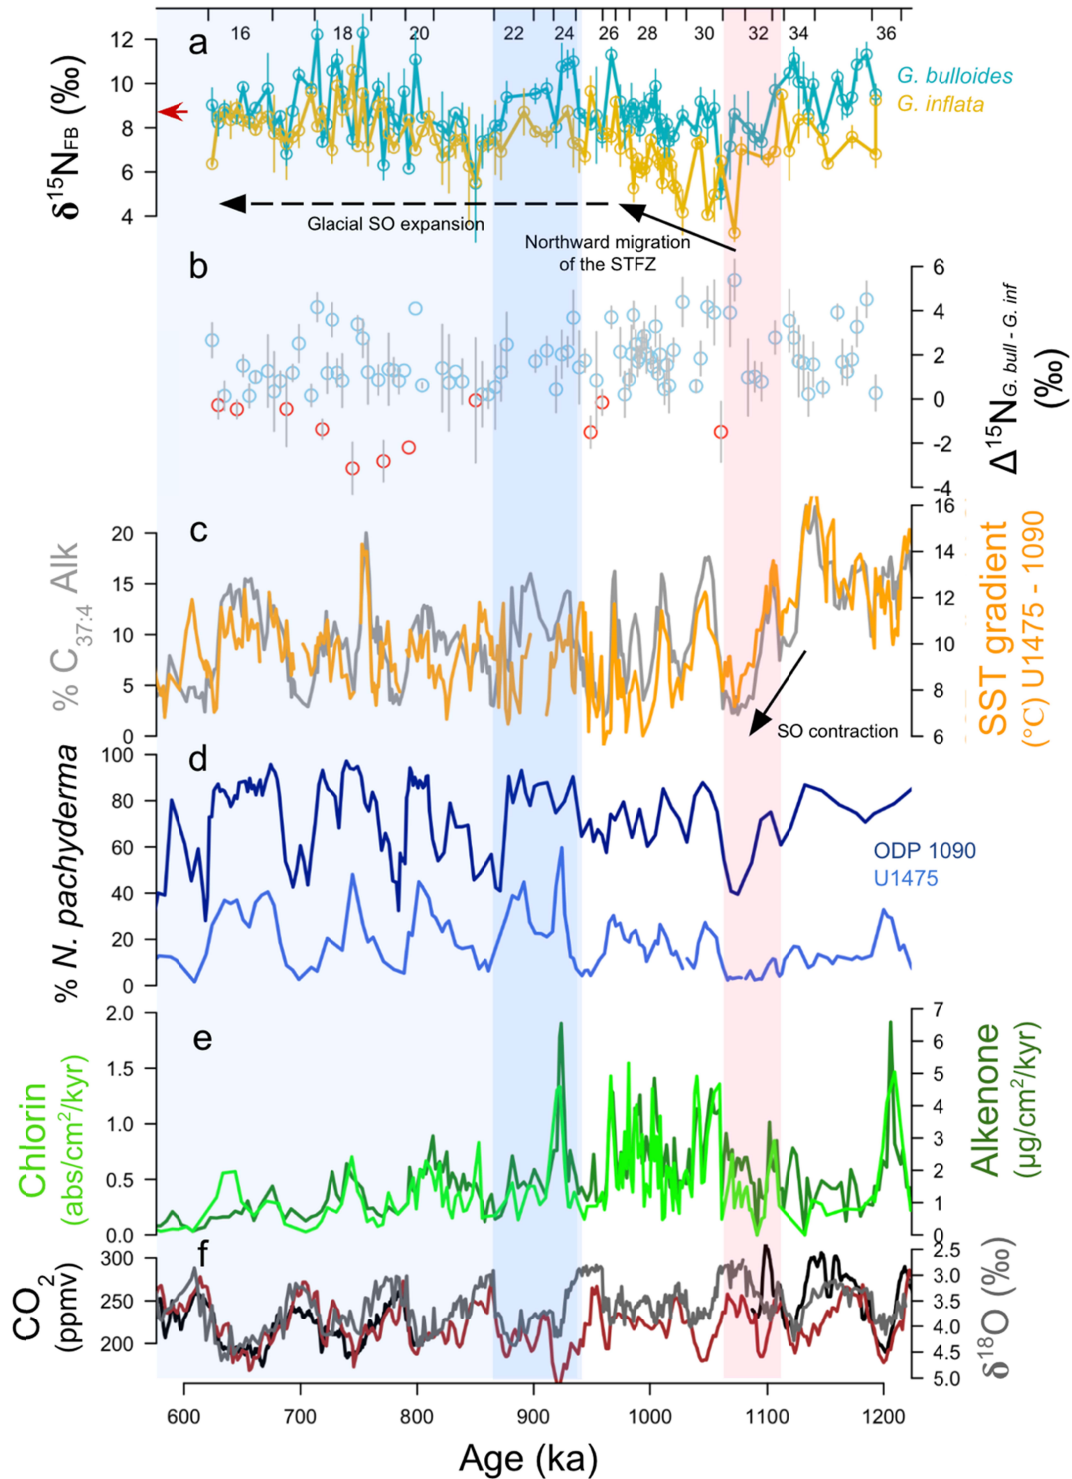 16 18 20 22 24 26 28 30 32 34 36
a
12
10
8
6
4
δ15NFB (‰)
G. bulloides
G. inflata
Glacial SO expansion
Northward migration
of the STFZ
b
6
4
2
0
-2
-4
Δ15NG. bull - G. inf
(‰)
c
20
15
10
5
0
% C37:4 Alk
16
14
12
10
8
6
SST gradient
(°C) U1475 - 1090
SO contraction
d
100
80
60
40
20
0
% N. pachyderma
ODP 1090
U1475
e
2.0
1.5
1.0
0.5
0.0
Chlorin
(abs/cm2/kyr)
7
6
5
4
3
2
1
0
Alkenone
(µg/cm2/kyr)
f
300
250
200
CO2
(ppmv)
2.5
3.0
3.5
4.0
4.5
5.0
δ18O (‰)
600 700 800 900 1000 1100 1200
Age (ka)